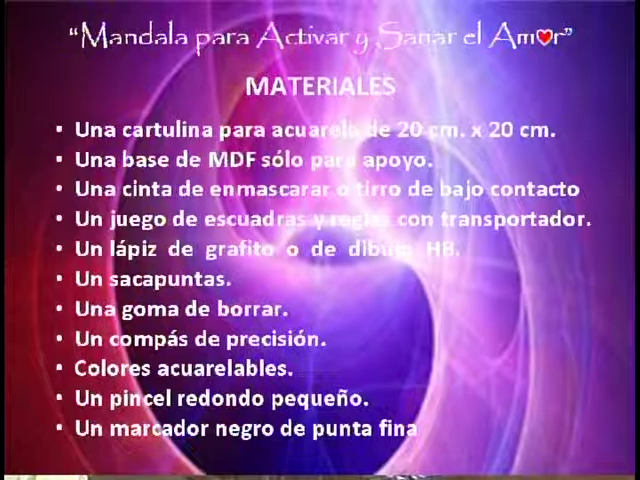 “Mandala para Activar y Sanar el Amor”
MATERIALES
• Una cartulina para acuarela de 20 cm. x 20 cm.
• Una base de MDF sólo para apoyo.
• Una cinta de enmascarar o tirro de bajo contacto
• Un juego de escuadras y reglas con transportador.
• Un lápiz de grafito o de dibujo HB.
• Un sacapuntas.
• Una goma de borrar.
• Un compás de precisión.
• Colores acuarelables.
• Un pincel redondo pequeño.
• Un marcador negro de punta fina